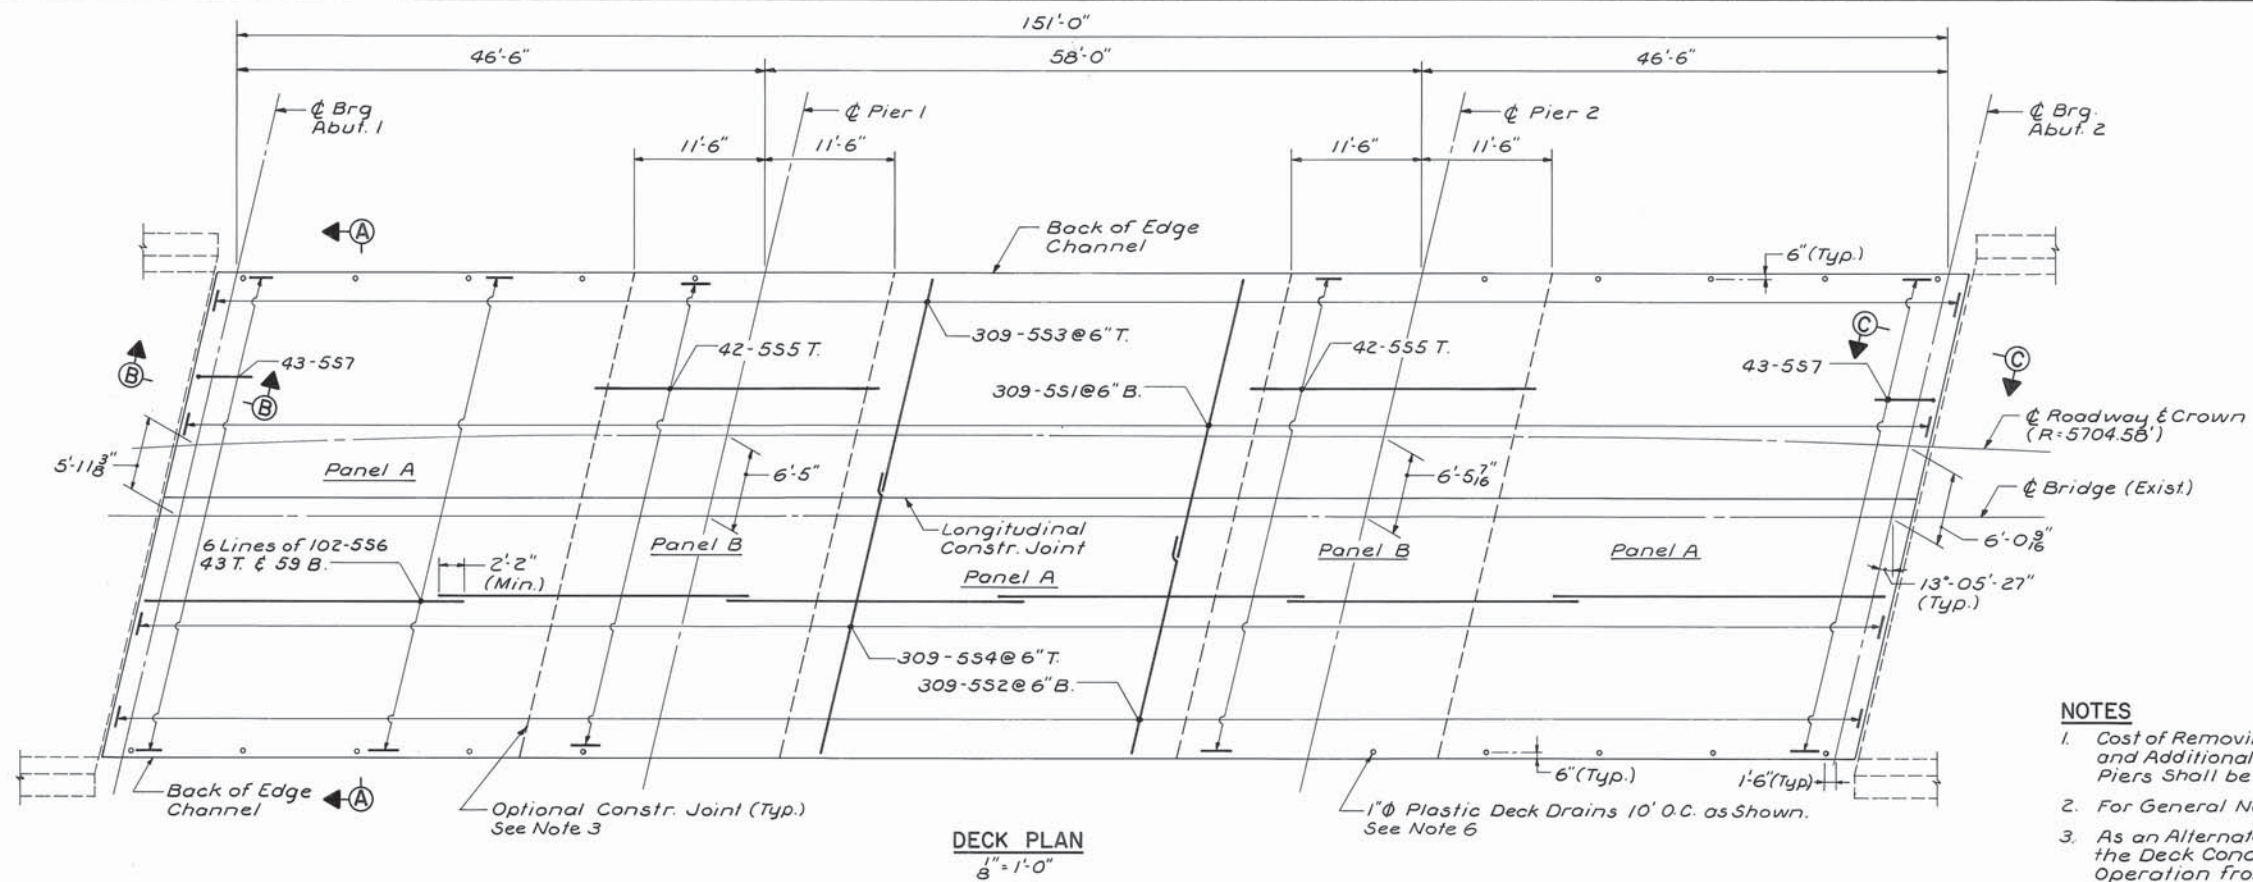 151'-0"
46'-6"
58'-0"
46'-6"
℄ Brg
Abut. 1
℄ Pier 1
℄ Pier 2
℄ Brg.
Abut. 2
11'-6"
11'-6"
11'-6"
11'-6"
A
Back of Edge
Channel
6" (Typ.)
309-5S3@6" T.
C
43-5S7
42-5S5 T.
42-5S5 T.
43-5S7
C
B
B
309-5S1@6" B.
℄ Roadway & Crown
(R=5704.58')
5'-11 3/8"
Panel A
6'-5"
6'-5 7/16"
℄ Bridge (Exist.)
Longitudinal
Constr. Joint
6 Lines of 102-5S6
43 T. & 59 B.
2'-2"
(Min.)
Panel B
Panel A
Panel B
Panel A
6'-0 9/16"
13°-05'-27"
(Typ.)
309-5S4@6" T.
309-5S2@6" B.
Back of Edge
Channel
A
Optional Constr. Joint (Typ.)
See Note 3
6" (Typ.)
1'-6" (Typ)
1"ϕ Plastic Deck Drains 10' O.C. as Shown.
See Note 6
DECK PLAN
1/8" = 1'-0"
NOTES
1. Cost of Removi
and Additional
Piers Shall be
2. For General N
3. As an Alternat
the Deck Conc
Operation fro